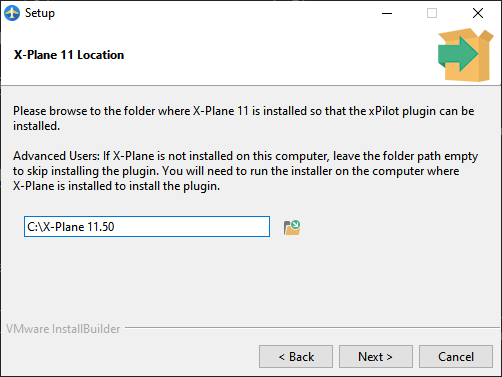 Setup
X-Plane 11 Location
Please browse to the folder where X-Plane 11 is installed so that the xPilot plugin can be
installed.
Advanced Users: If X-Plane is not installed on this computer, leave the folder path empty
to skip installing the plugin. You will need to run the installer on the computer where
X-Plane is installed to install the plugin.
C:\X-Plane 11.50
VMware InstallBuilder
< Back
Next >
Cancel